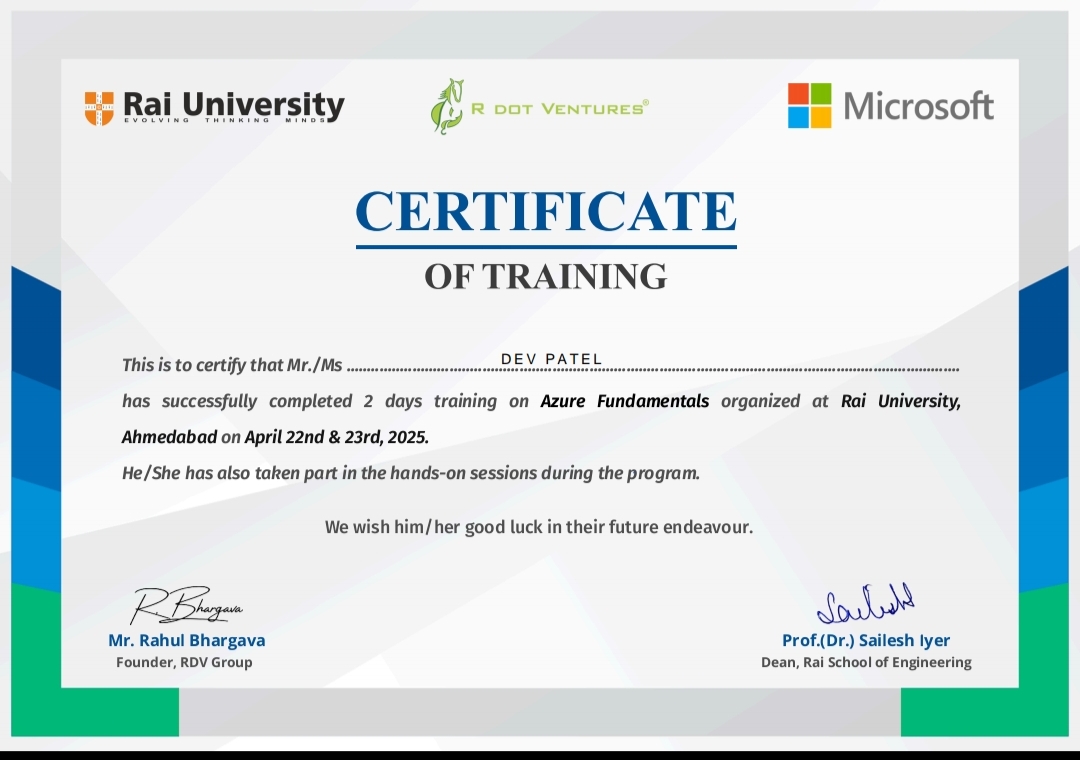 Rai University
EVOLVING THINKING MINDS
R DOT VENTURES®
Microsoft
CERTIFICATE
OF TRAINING
This is to certify that Mr./Ms ........ DEV PATEL ........
has successfully completed 2 days training on Azure Fundamentals organized at Rai University,
Ahmedabad on April 22nd & 23rd, 2025.
He/She has also taken part in the hands-on sessions during the program.
We wish him/her good luck in their future endeavour.
R. Bhargava
Mr. Rahul Bhargava
Founder, RDV Group
Sailesh
Prof.(Dr.) Sailesh Iyer
Dean, Rai School of Engineering